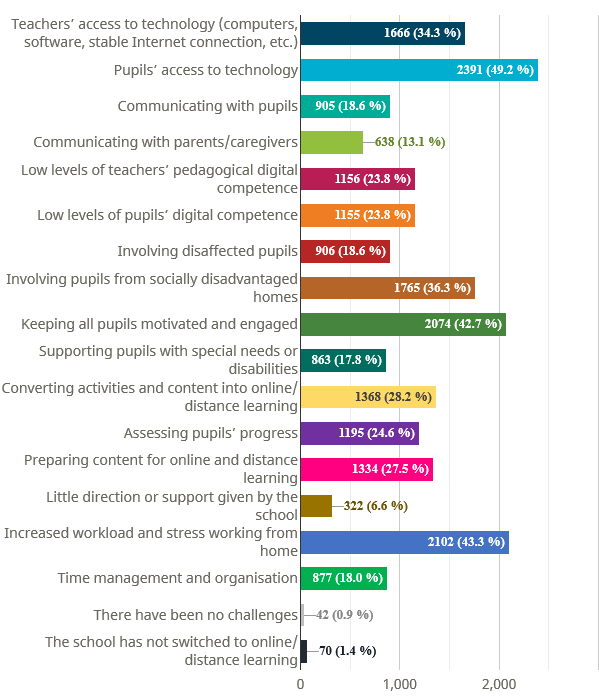 Teachers’ access to technology (computers,
software, stable Internet connection, etc.)
1666 (34.3 %)
Pupils’ access to technology
2391 (49.2 %)
Communicating with pupils
905 (18.6 %)
Communicating with parents/caregivers
638 (13.1 %)
Low levels of teachers’ pedagogical digital
competence
1156 (23.8 %)
Low levels of pupils’ digital competence
1155 (23.8 %)
Involving disaffected pupils
906 (18.6 %)
Involving pupils from socially disadvantaged
homes
1765 (36.3 %)
Keeping all pupils motivated and engaged
2074 (42.7 %)
Supporting pupils with special needs or
disabilities
863 (17.8 %)
Converting activities and content into online/
distance learning
1368 (28.2 %)
Assessing pupils’ progress
1195 (24.6 %)
Preparing content for online and distance
learning
1334 (27.5 %)
Little direction or support given by the
school
322 (6.6 %)
Increased workload and stress working from
home
2102 (43.3 %)
Time management and organisation
877 (18.0 %)
There have been no challenges
42 (0.9 %)
The school has not switched to online/
distance learning
70 (1.4 %)
0 1,000 2,000